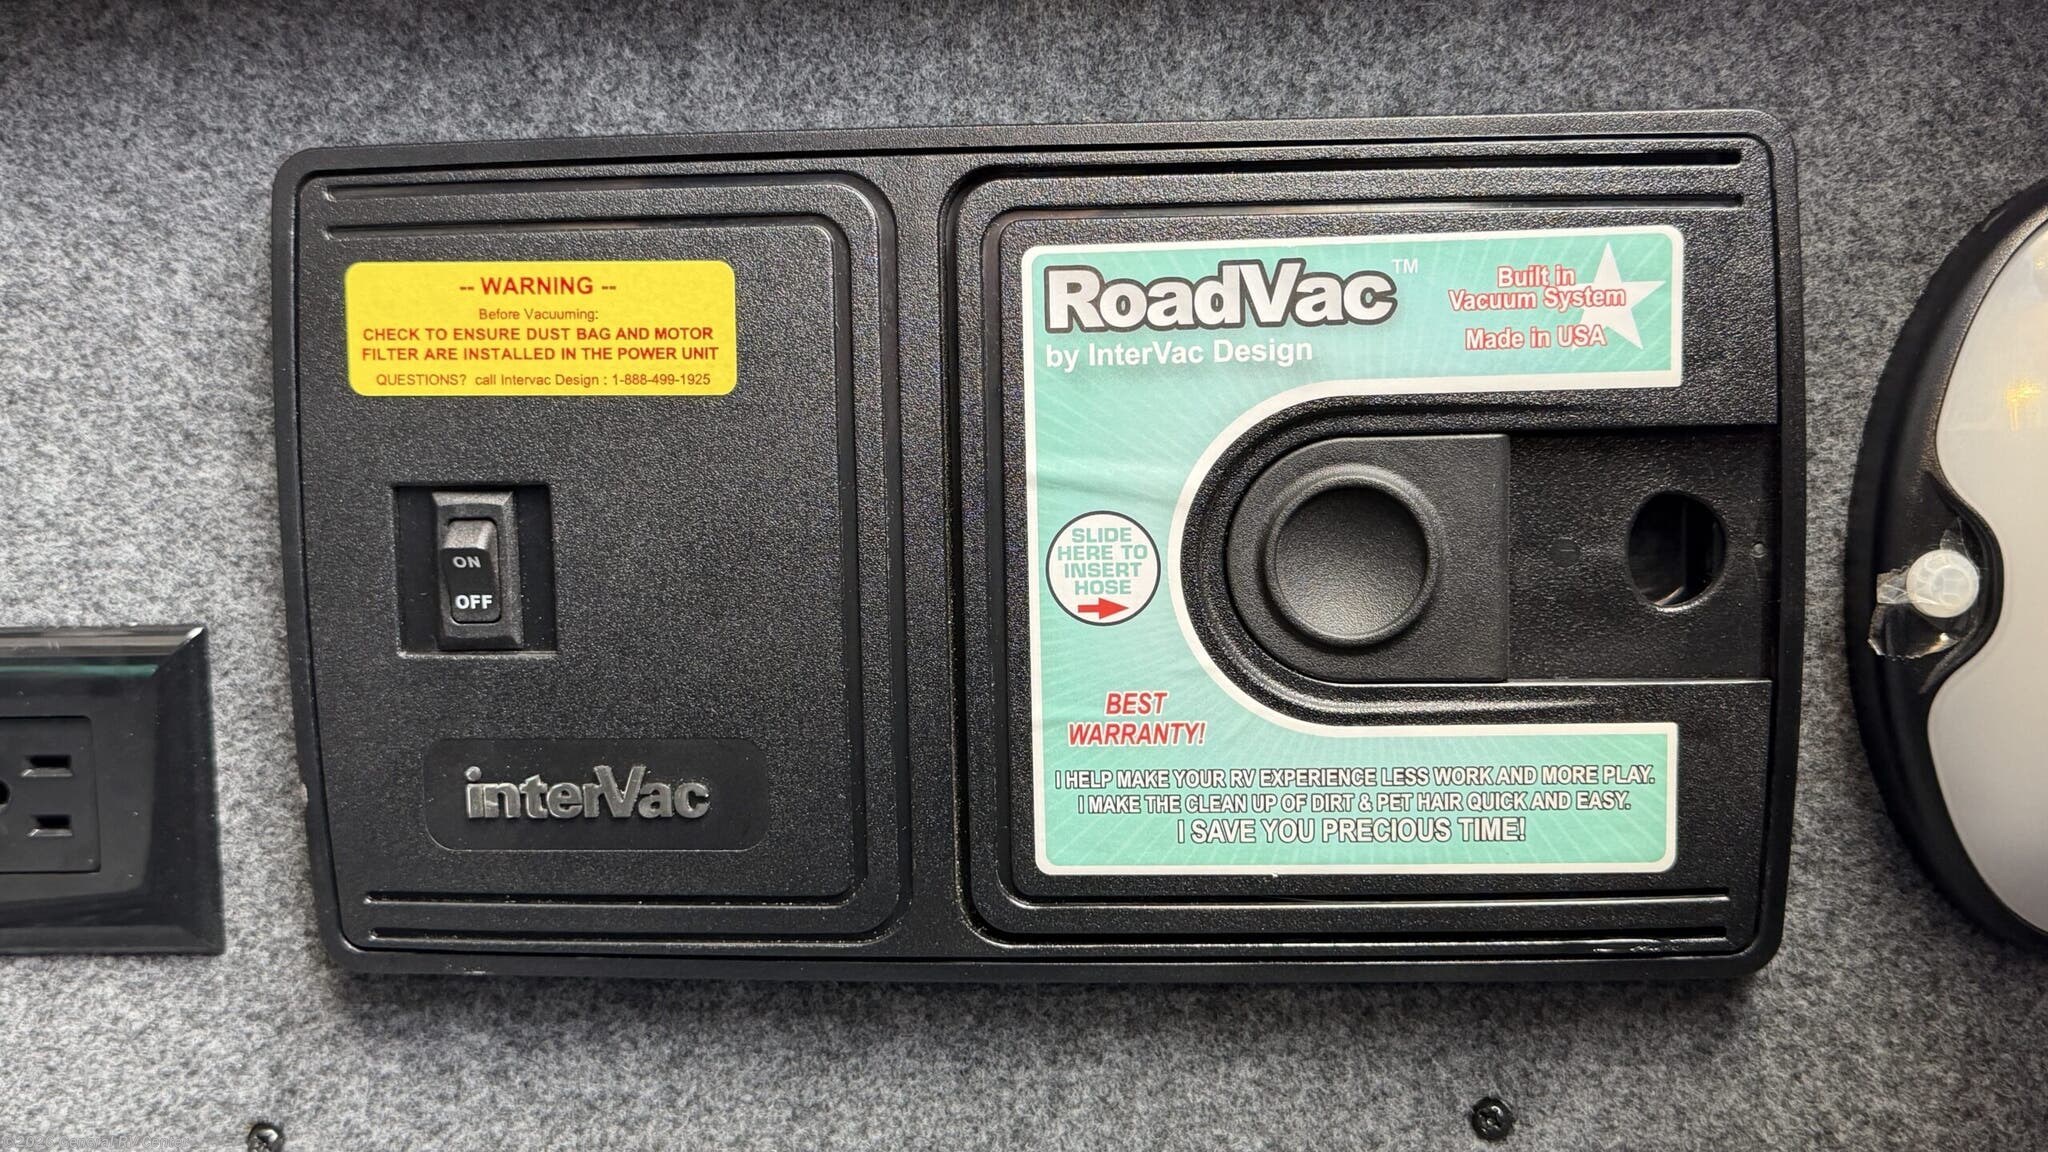 -- WARNING --
Before Vacuuming:
CHECK TO ENSURE DUST BAG AND MOTOR
FILTER ARE INSTALLED IN THE POWER UNIT
QUESTIONS? call Intervac Design : 1-888-499-1925
ON
OFF
interVac
RoadVac™
by InterVac Design
Built in
Vacuum System
Made in USA
SLIDE
HERE TO
INSERT
HOSE
BEST
WARRANTY!
I HELP MAKE YOUR RV EXPERIENCE LESS WORK AND MORE PLAY.
I MAKE THE CLEAN UP OF DIRT & PET HAIR QUICK AND EASY.
I SAVE YOU PRECIOUS TIME!
General RV Center